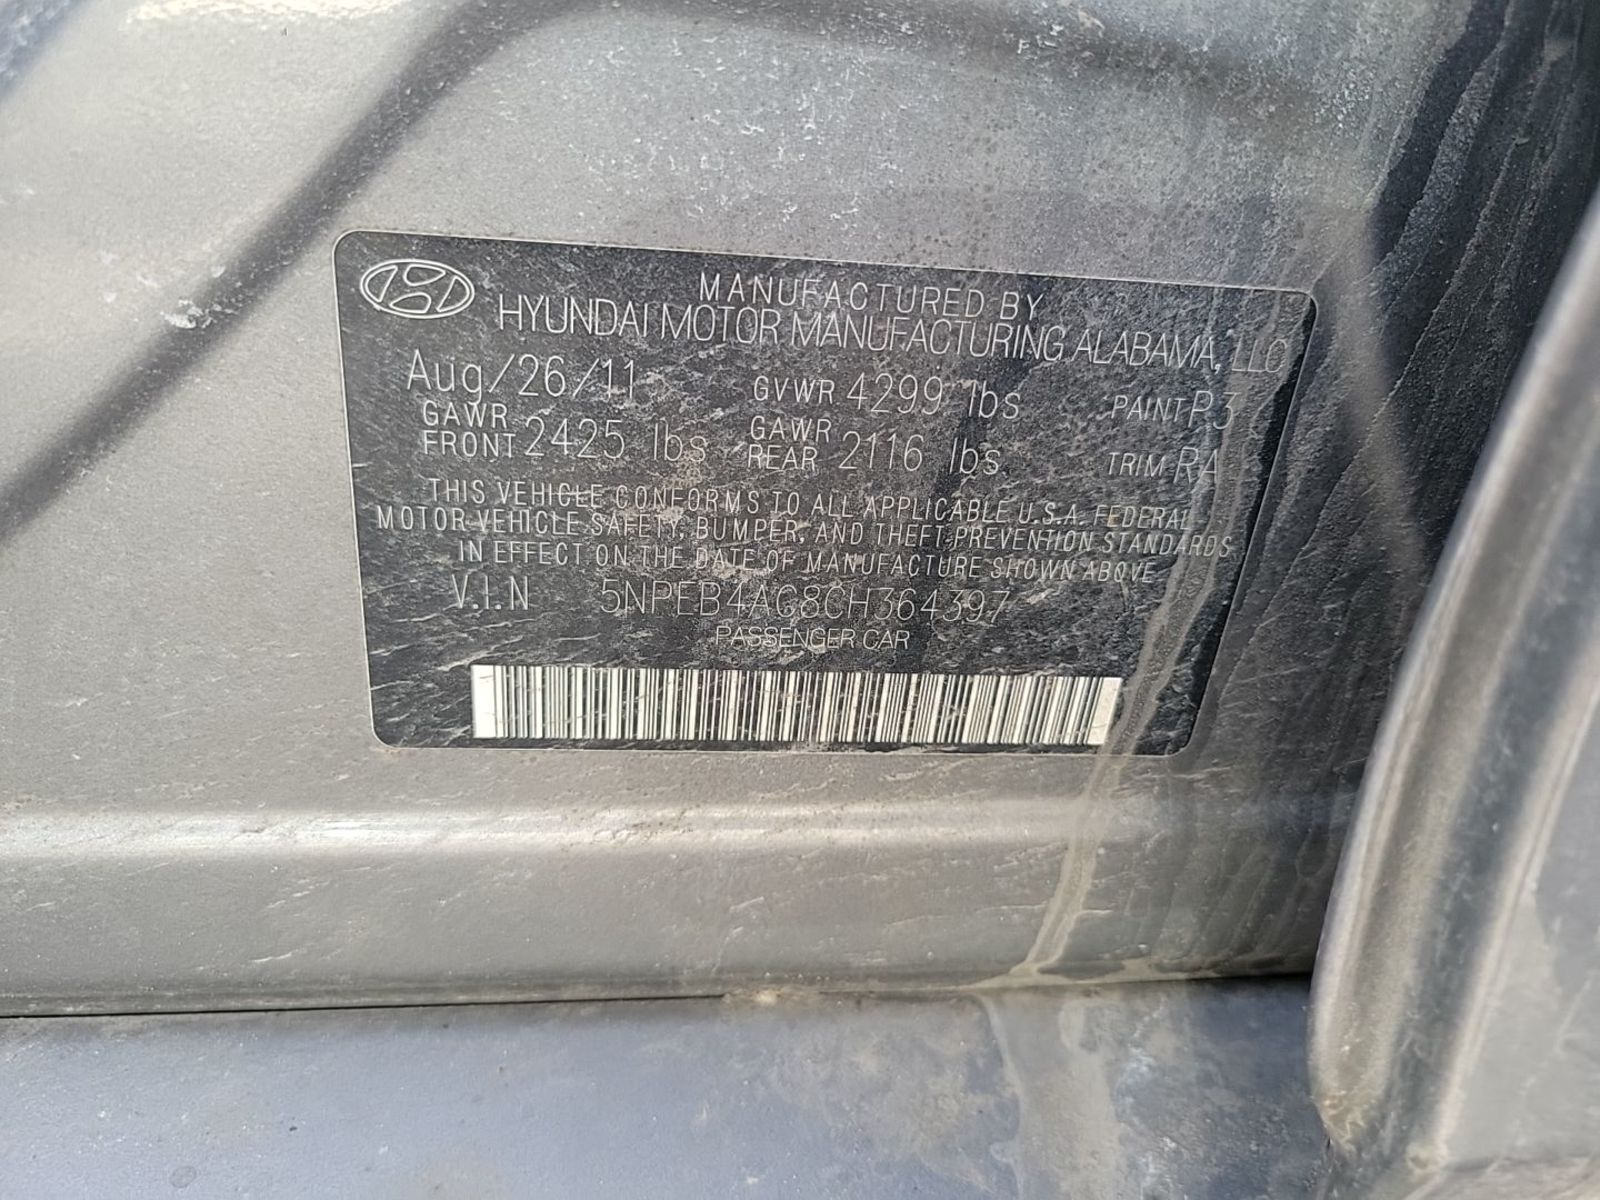 MANUFACTURED BY
HYUNDAI MOTOR MANUFACTURING ALABAMA, LLC
Aug/26/11 GVWR 4299 lbs PAINT P3
GAWR FRONT 2425 lbs GAWR REAR 2116 lbs TRIM RA
THIS VEHICLE CONFORMS TO ALL APPLICABLE U.S.A. FEDERAL
MOTOR VEHICLE SAFETY, BUMPER, AND THEFT PREVENTION STANDARDS
IN EFFECT ON THE DATE OF MANUFACTURE SHOWN ABOVE
V.I.N 5NPEB4AC8CH364397
PASSENGER CAR